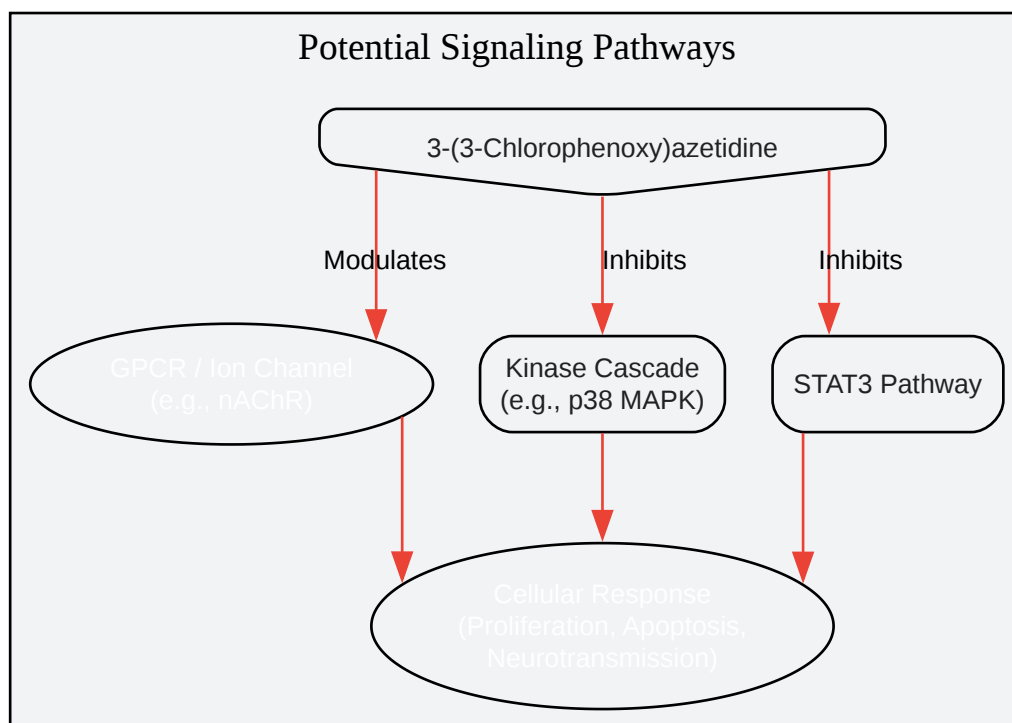 Potential Signaling Pathways
3-(3-Chlorophenoxy)azetidine
Modulates
Inhibits
Inhibits
GPCR / Ion Channel
(e.g., nAChR)
Kinase Cascade
(e.g., p38 MAPK)
STAT3 Pathway
Cellular Response
(Proliferation, Apoptosis,
Neurotransmission)